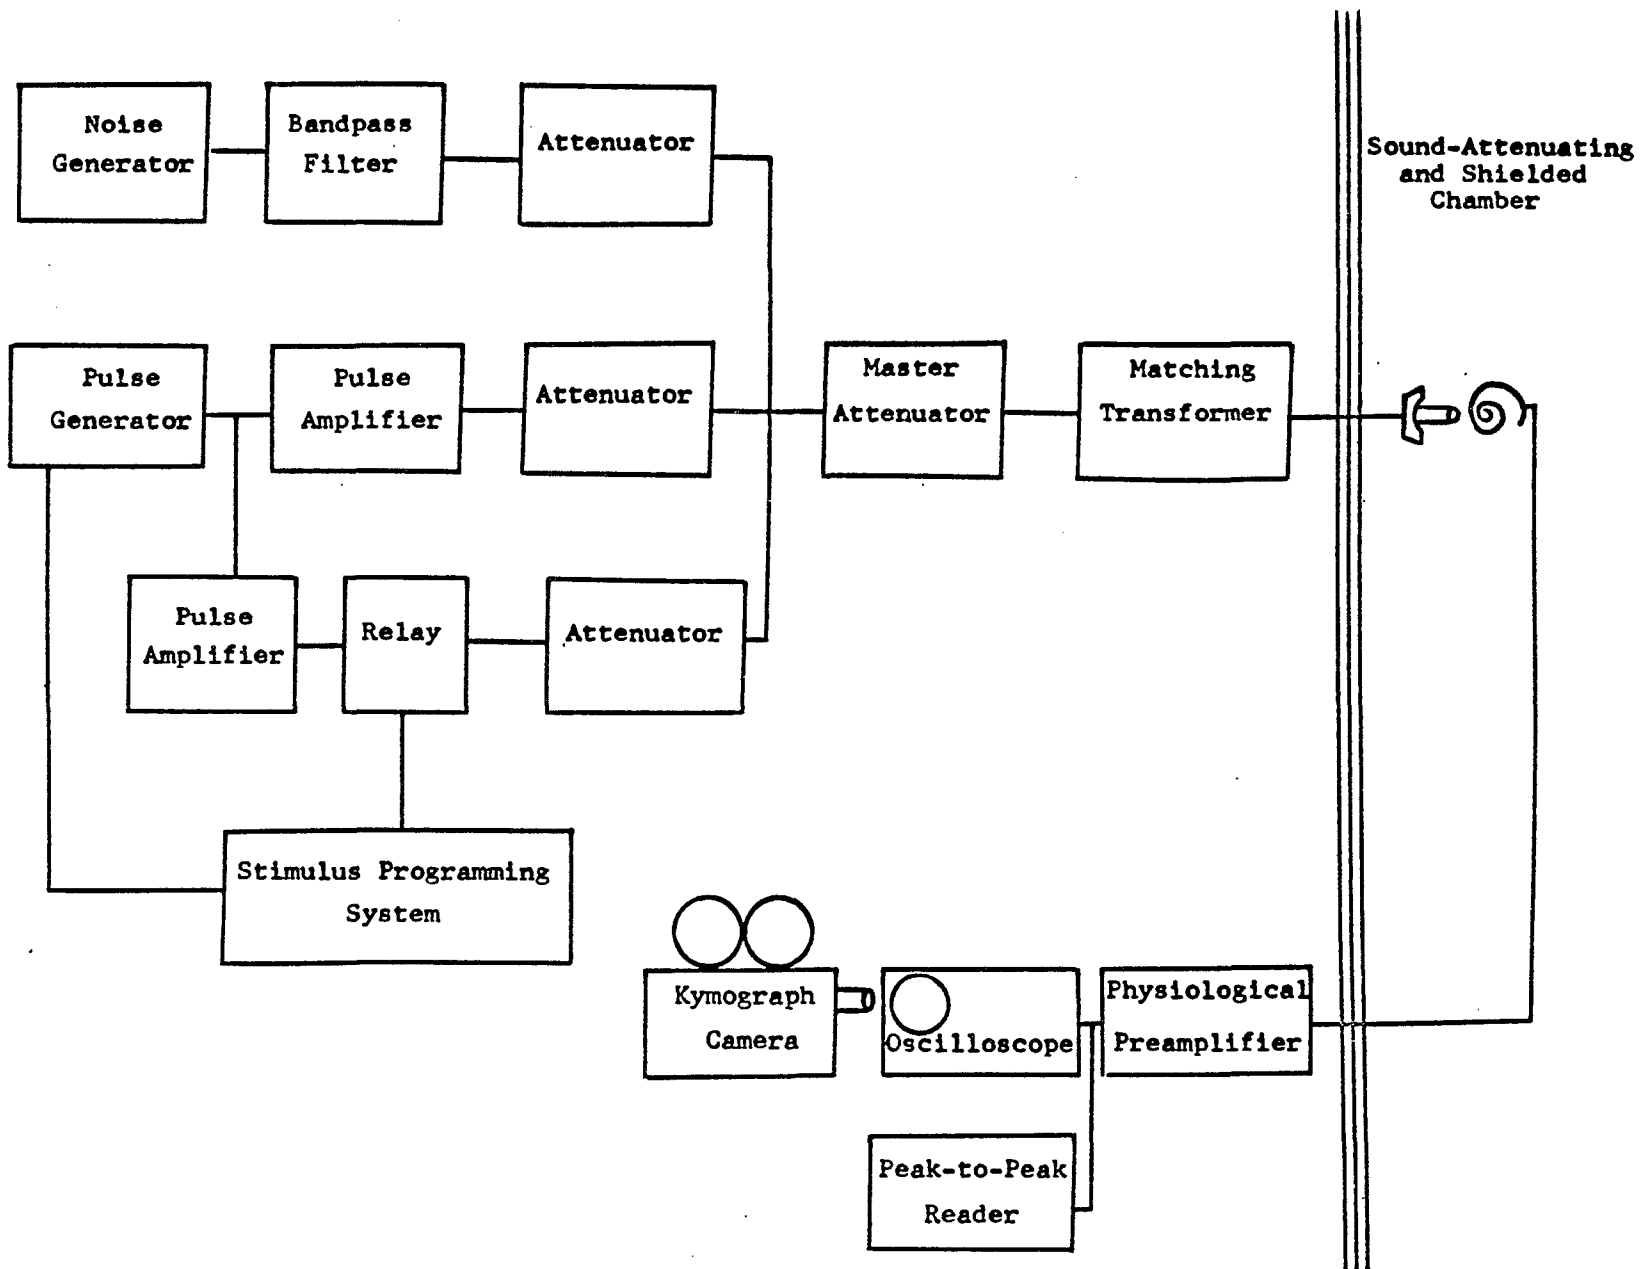 Noise
Generator
Bandpass
Filter
Attenuator
Sound-Attenuating
and Shielded
Chamber
Pulse
Generator
Pulse
Amplifier
Attenuator
Master
Attenuator
Matching
Transformer
Pulse
Amplifier
Relay
Attenuator
Stimulus Programming
System
Kymograph
Camera
Oscilloscope
Physiological
Preamplifier
Peak-to-Peak
Reader